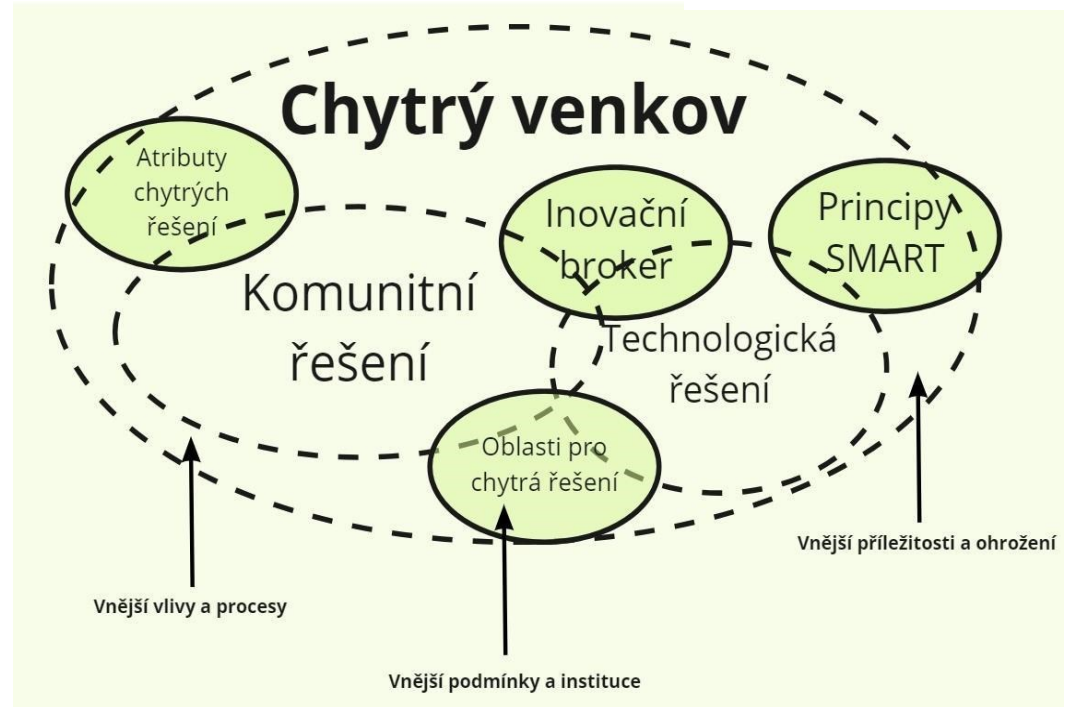 Chytrý venkov
Atributy
chytrých
řešení
Inovační
broker
Principy
SMART
Komunitní
řešení
Technologická
řešení
Oblasti pro
chytrá řešení
Vnější příležitosti a ohrožení
Vnější vlivy a procesy
Vnější podmínky a instituce